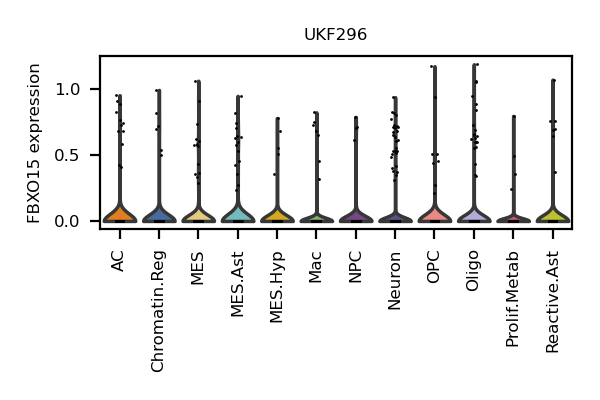 UKF296
FBXO15 expression
1.0
0.5
0.0
AC
Chromatin.Reg
MES
MES.Ast
MES.Hyp
Mac
NPC
Neuron
OPC
Oligo
Prolif.Metab
Reactive.Ast